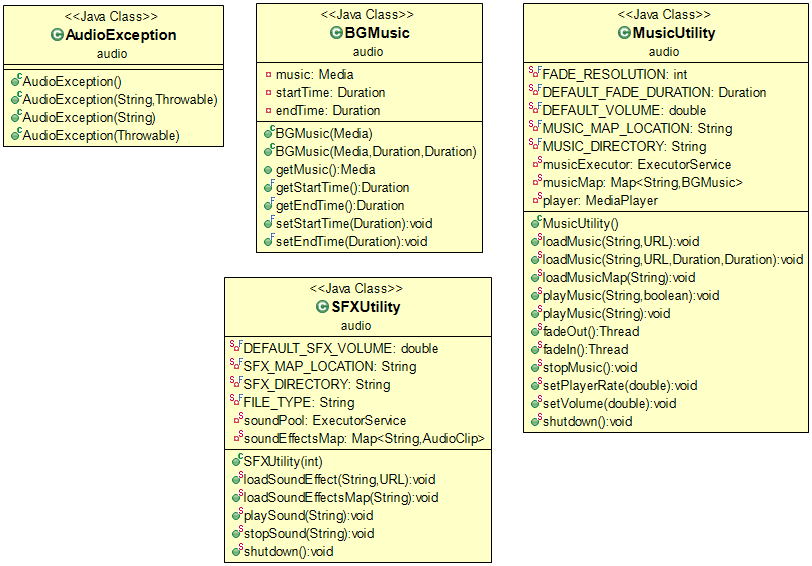 <<Java Class>>
AudioException
audio
AudioException()
AudioException(String,Throwable)
AudioException(String)
AudioException(Throwable)
<<Java Class>>
BGMusic
audio
music: Media
startTime: Duration
endTime: Duration
BGMusic(Media)
BGMusic(Media,Duration,Duration)
getMusic():Media
getStartTime():Duration
getEndTime():Duration
setStartTime(Duration):void
setEndTime(Duration):void
<<Java Class>>
MusicUtility
audio
FADE_RESOLUTION: int
DEFAULT_FADE_DURATION: Duration
DEFAULT_VOLUME: double
MUSIC_MAP_LOCATION: String
MUSIC_DIRECTORY: String
musicExecutor: ExecutorService
musicMap: Map<String,BGMusic>
player: MediaPlayer
MusicUtility()
loadMusic(String,URL):void
loadMusic(String,URL,Duration,Duration):void
loadMusicMap(String):void
playMusic(String,boolean):void
playMusic(String):void
fadeOut():Thread
fadeIn():Thread
stopMusic():void
setPlayerRate(double):void
setVolume(double):void
shutdown():void
<<Java Class>>
SFXUtility
audio
DEFAULT_SFX_VOLUME: double
SFX_MAP_LOCATION: String
SFX_DIRECTORY: String
FILE_TYPE: String
soundPool: ExecutorService
soundEffectsMap: Map<String,AudioClip>
SFXUtility(int)
loadSoundEffect(String,URL):void
loadSoundEffectsMap(String):void
playSound(String):void
stopSound(String):void
shutdown():void